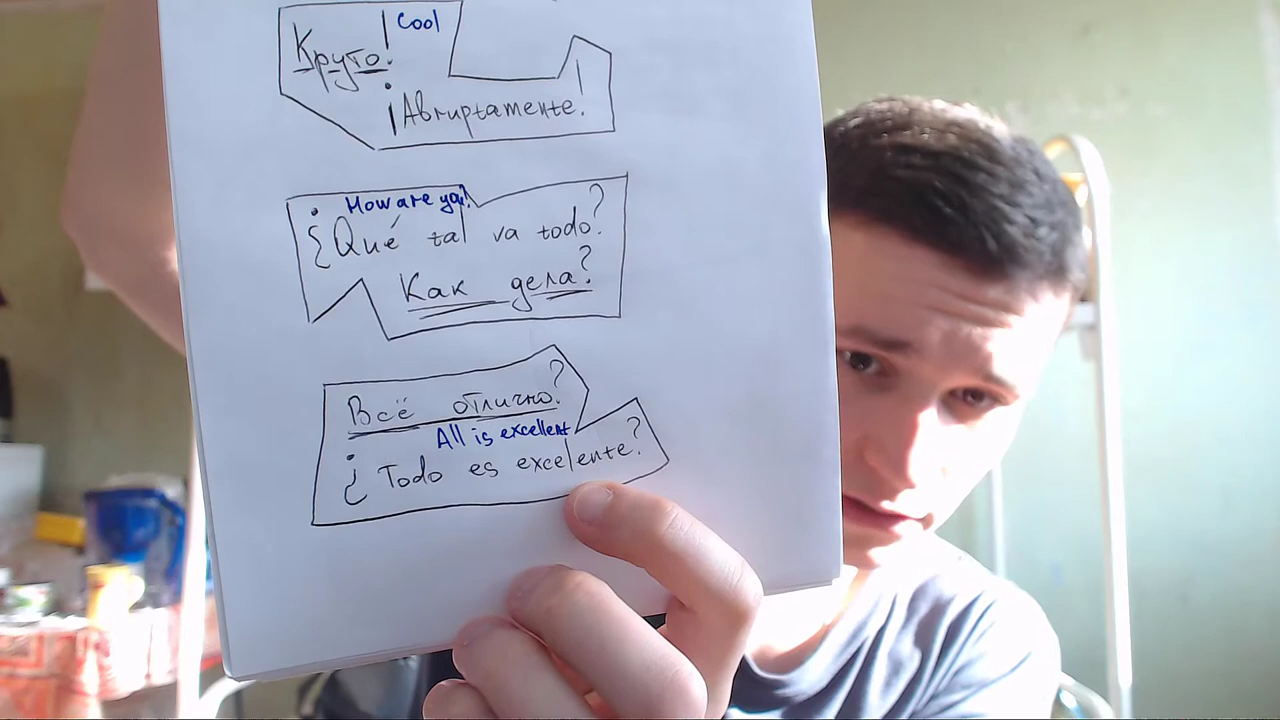 Круто! Cool
¡Abruptamente!
How are you?
¿Qué tal va todo?
Как дела?
Всё отлично?
All is excellent
¿Todo es excelente?